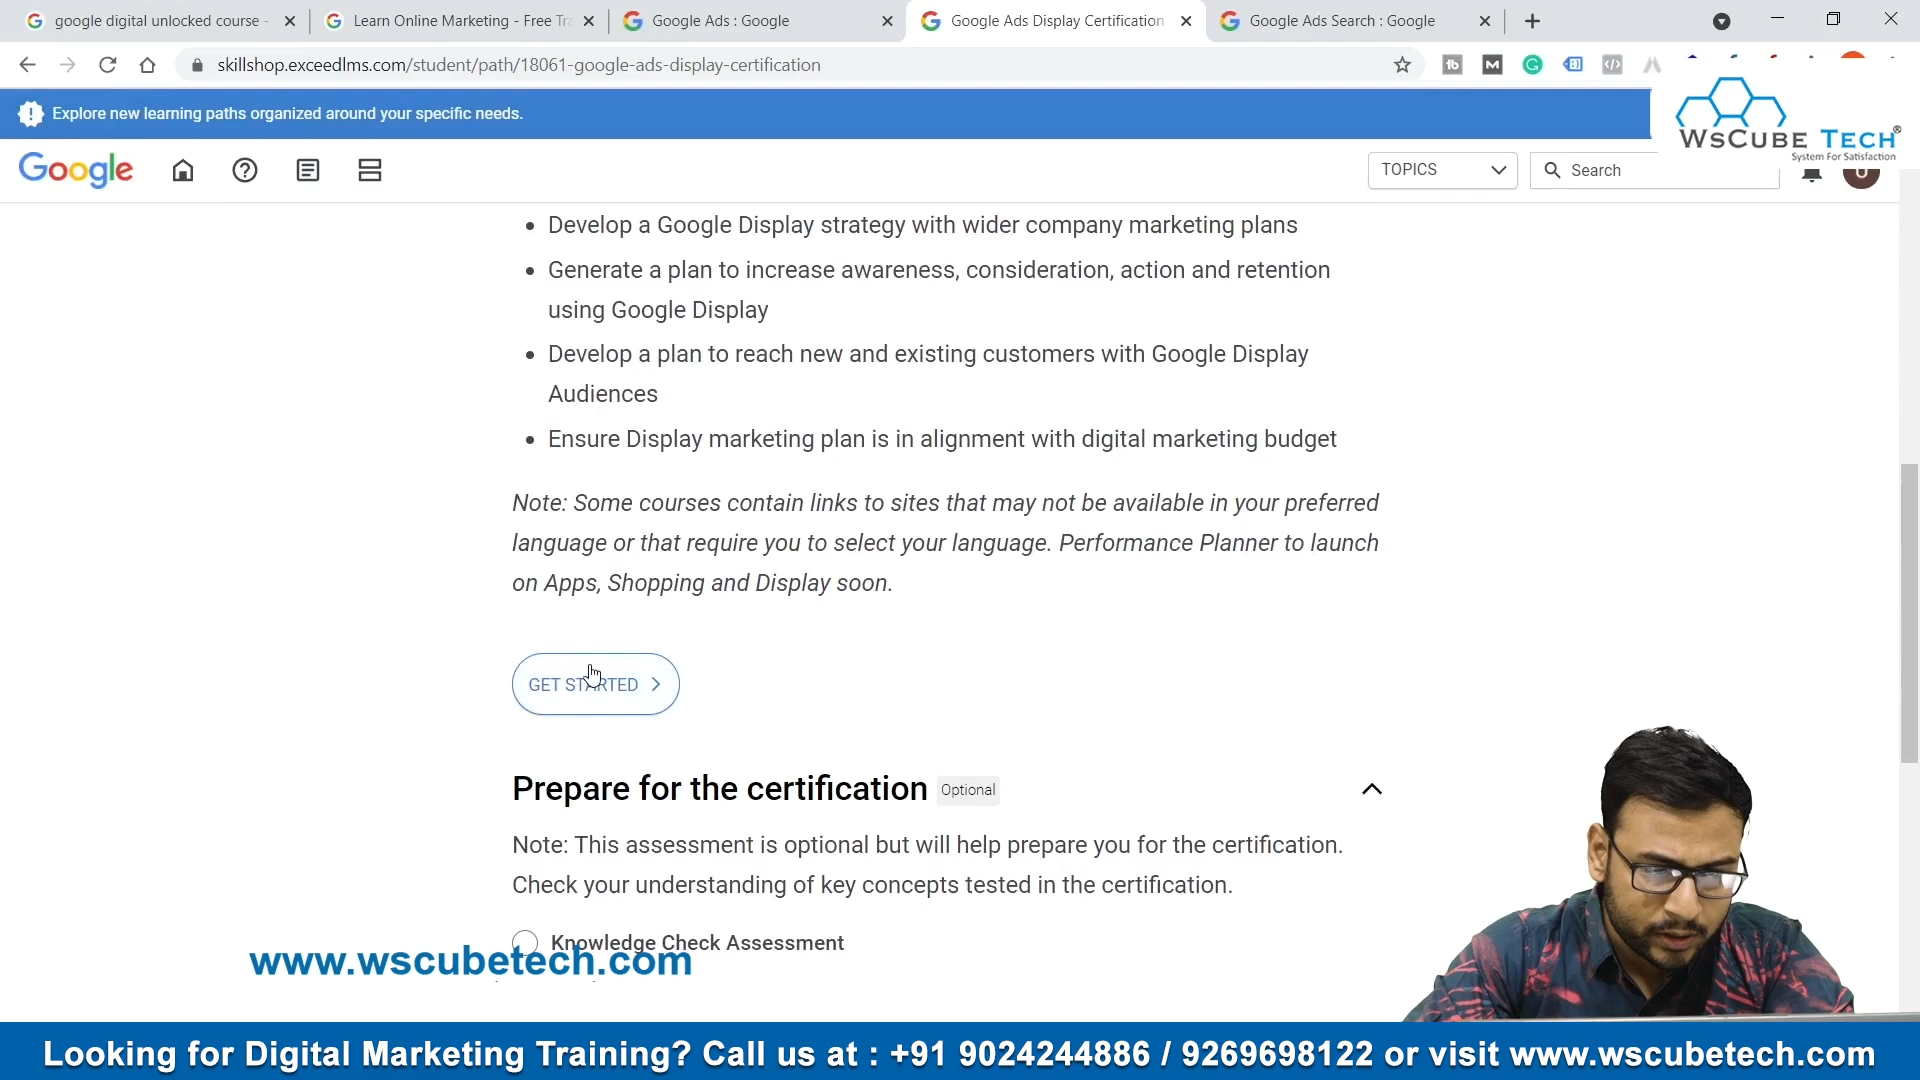 google digital unlocked course -
Learn Online Marketing - Free Tra
Google Ads : Google
Google Ads Display Certification
Google Ads Search : Google
skillshop.exceedlms.com/student/path/18061-google-ads-display-certification
Explore new learning paths organized around your specific needs.
WsCube Tech®
System For Satisfaction
Google
TOPICS
Search
U
• Develop a Google Display strategy with wider company marketing plans
• Generate a plan to increase awareness, consideration, action and retention
using Google Display
• Develop a plan to reach new and existing customers with Google Display
Audiences
• Ensure Display marketing plan is in alignment with digital marketing budget
Note: Some courses contain links to sites that may not be available in your preferred
language or that require you to select your language. Performance Planner to launch
on Apps, Shopping and Display soon.
GET STARTED
Prepare for the certification Optional
Note: This assessment is optional but will help prepare you for the certification.
Check your understanding of key concepts tested in the certification.
Knowledge Check Assessment
www.wscubetech.com
Looking for Digital Marketing Training? Call us at : +91 9024244886 / 9269698122 or visit www.wscubetech.com